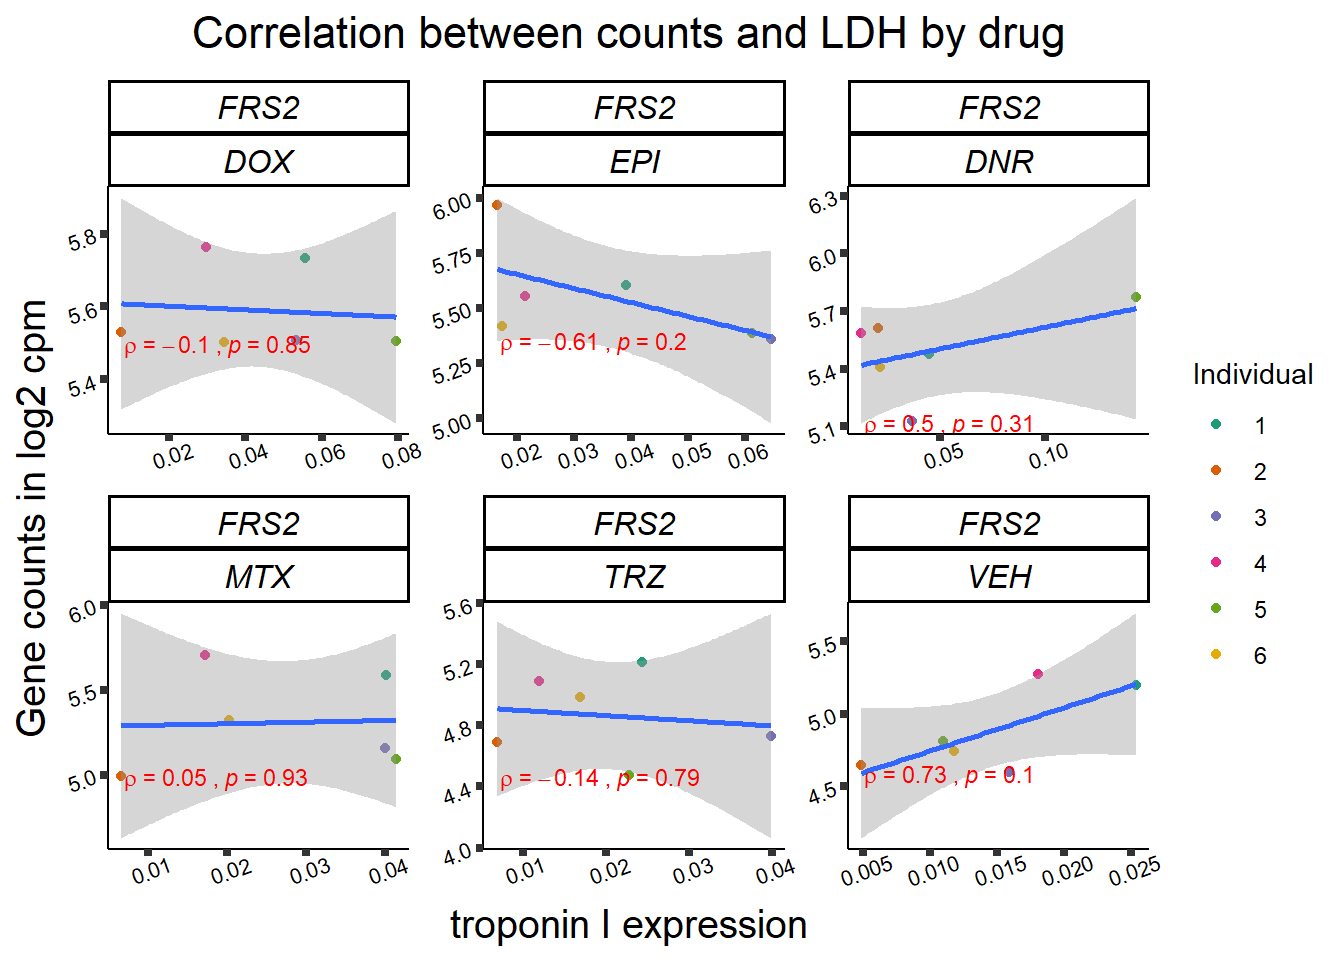 Correlation between counts and LDH by drug
Gene counts in log2 cpm
FRS2
DOX
5.8
5.6
5.4
ρ = −0.1 , p = 0.85
0.02 0.04 0.06 0.08
FRS2
EPI
6.00
5.75
5.50
5.25
5.00
ρ = −0.61 , p = 0.2
0.02 0.03 0.04 0.05 0.06
FRS2
DNR
6.3
6.0
5.7
5.4
5.1
ρ = 0.5 , p = 0.31
0.05 0.10
FRS2
MTX
6.0
5.5
5.0
ρ = 0.05 , p = 0.93
0.01 0.02 0.03 0.04
FRS2
TRZ
5.6
5.2
4.8
4.4
4.0
ρ = −0.14 , p = 0.79
0.01 0.02 0.03 0.04
FRS2
VEH
5.5
5.0
4.5
ρ = 0.73 , p = 0.1
0.005 0.010 0.015 0.020 0.025
troponin I expression
Individual
1
2
3
4
5
6